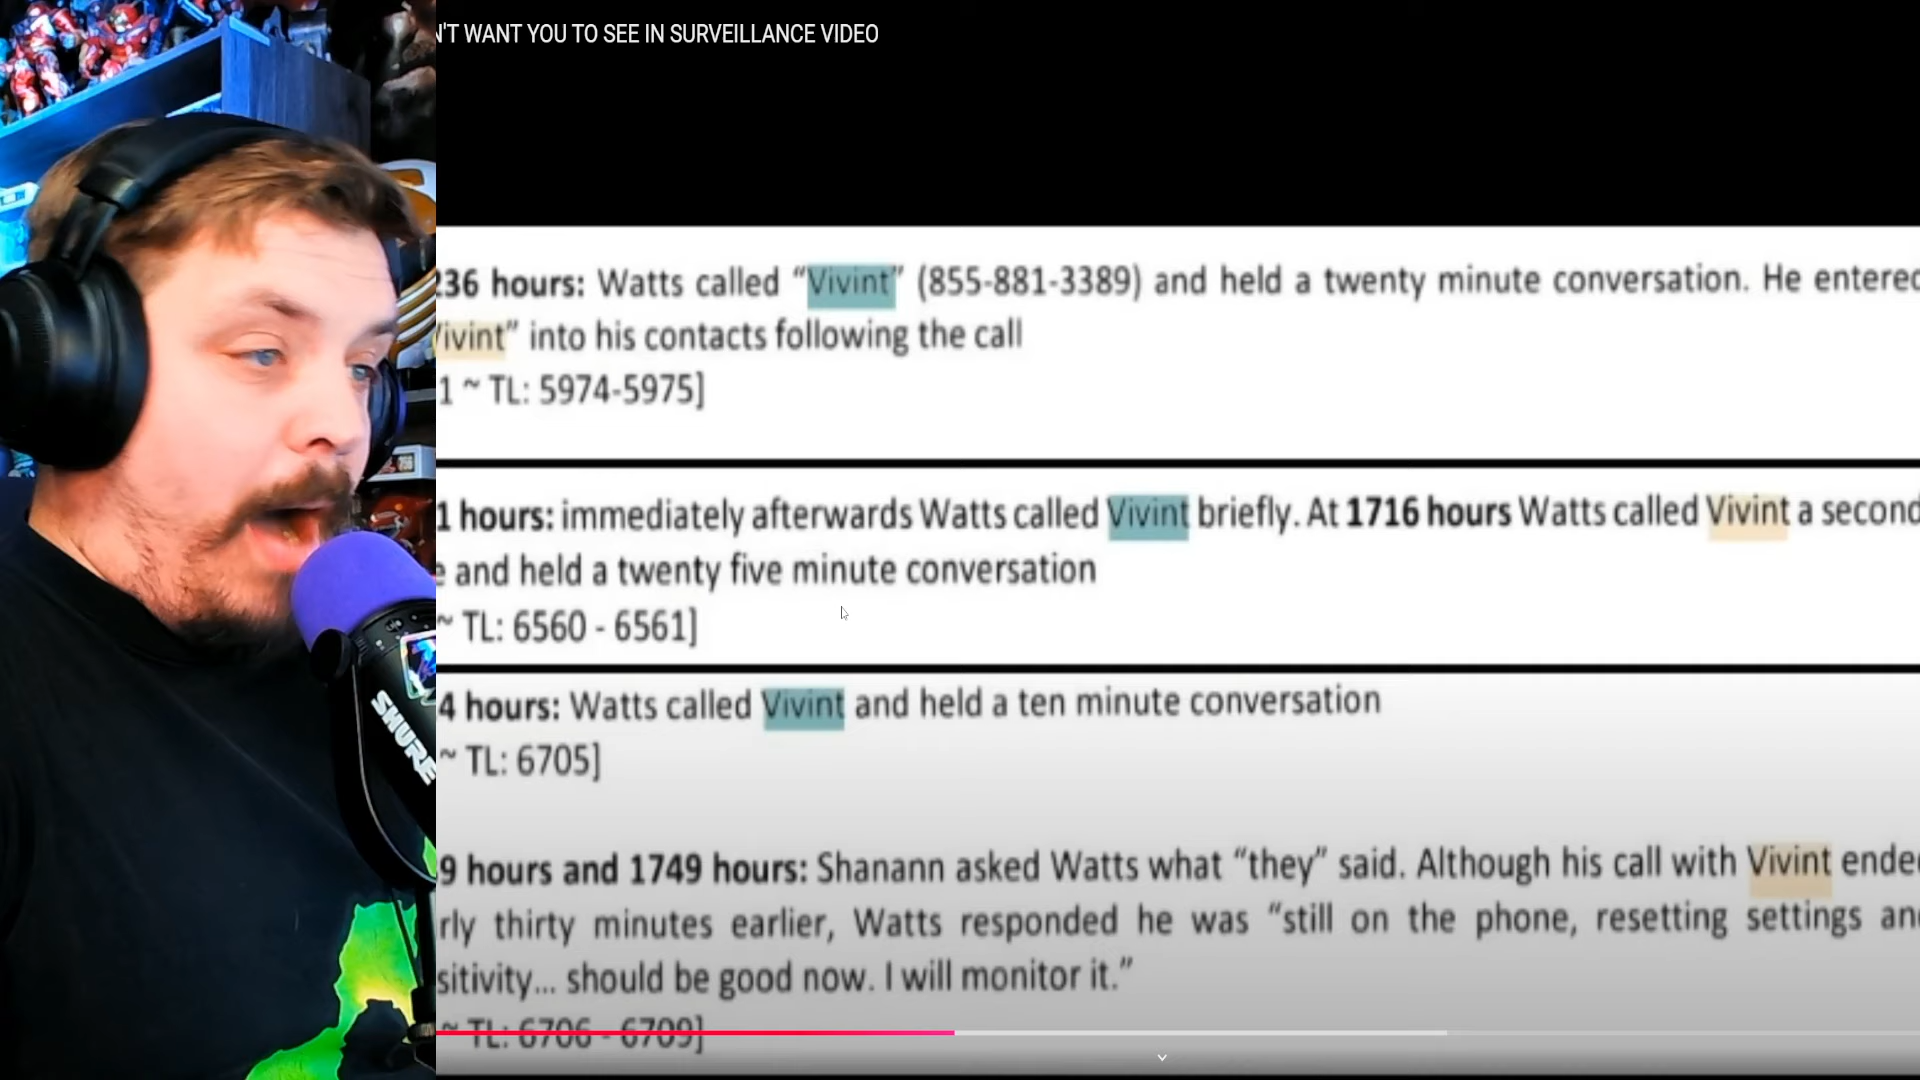 N'T WANT YOU TO SEE IN SURVEILLANCE VIDEO
236 hours: Watts called “Vivint” (855-881-3389) and held a twenty minute conversation. He entered
Vivint” into his contacts following the call
1 ~ TL: 5974-5975]
1 hours: immediately afterwards Watts called Vivint briefly. At 1716 hours Watts called Vivint a second
e and held a twenty five minute conversation
~ TL: 6560 - 6561]
4 hours: Watts called Vivint and held a ten minute conversation
~ TL: 6705]
9 hours and 1749 hours: Shanann asked Watts what “they” said. Although his call with Vivint ended
rly thirty minutes earlier, Watts responded he was “still on the phone, resetting settings and
sitivity... should be good now. I will monitor it.”
~ TL: 6706 - 6709]
SHURE